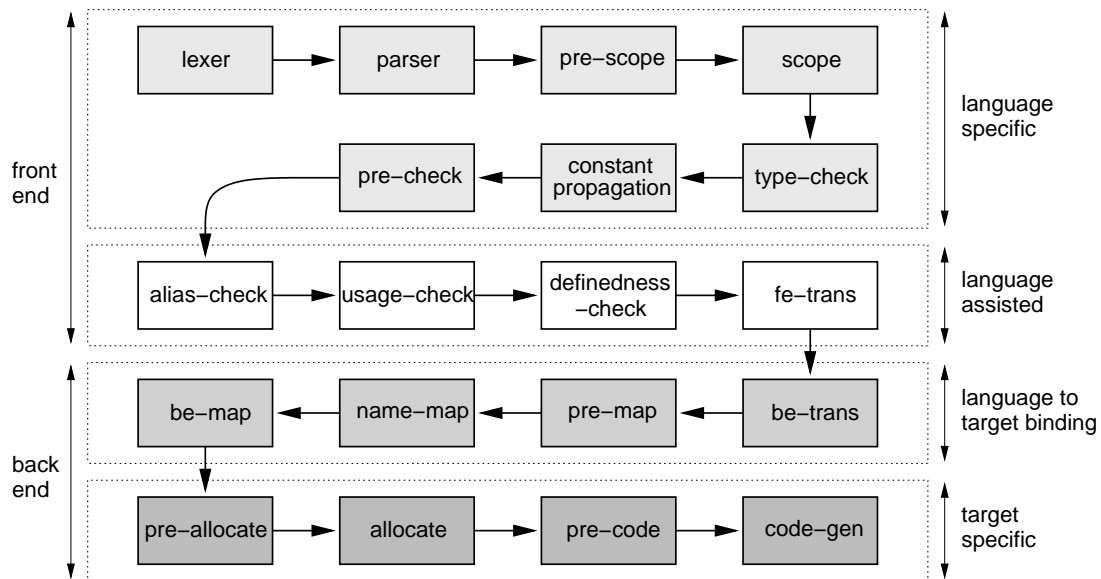 lexer
parser
pre−scope
scope
language
specific
front
end
pre−check
constant
propagation
type−check
alias−check
usage−check
definedness
−check
fe−trans
language
assisted
be−map
name−map
pre−map
be−trans
language to
target binding
back
end
pre−allocate
allocate
pre−code
code−gen
target
specific